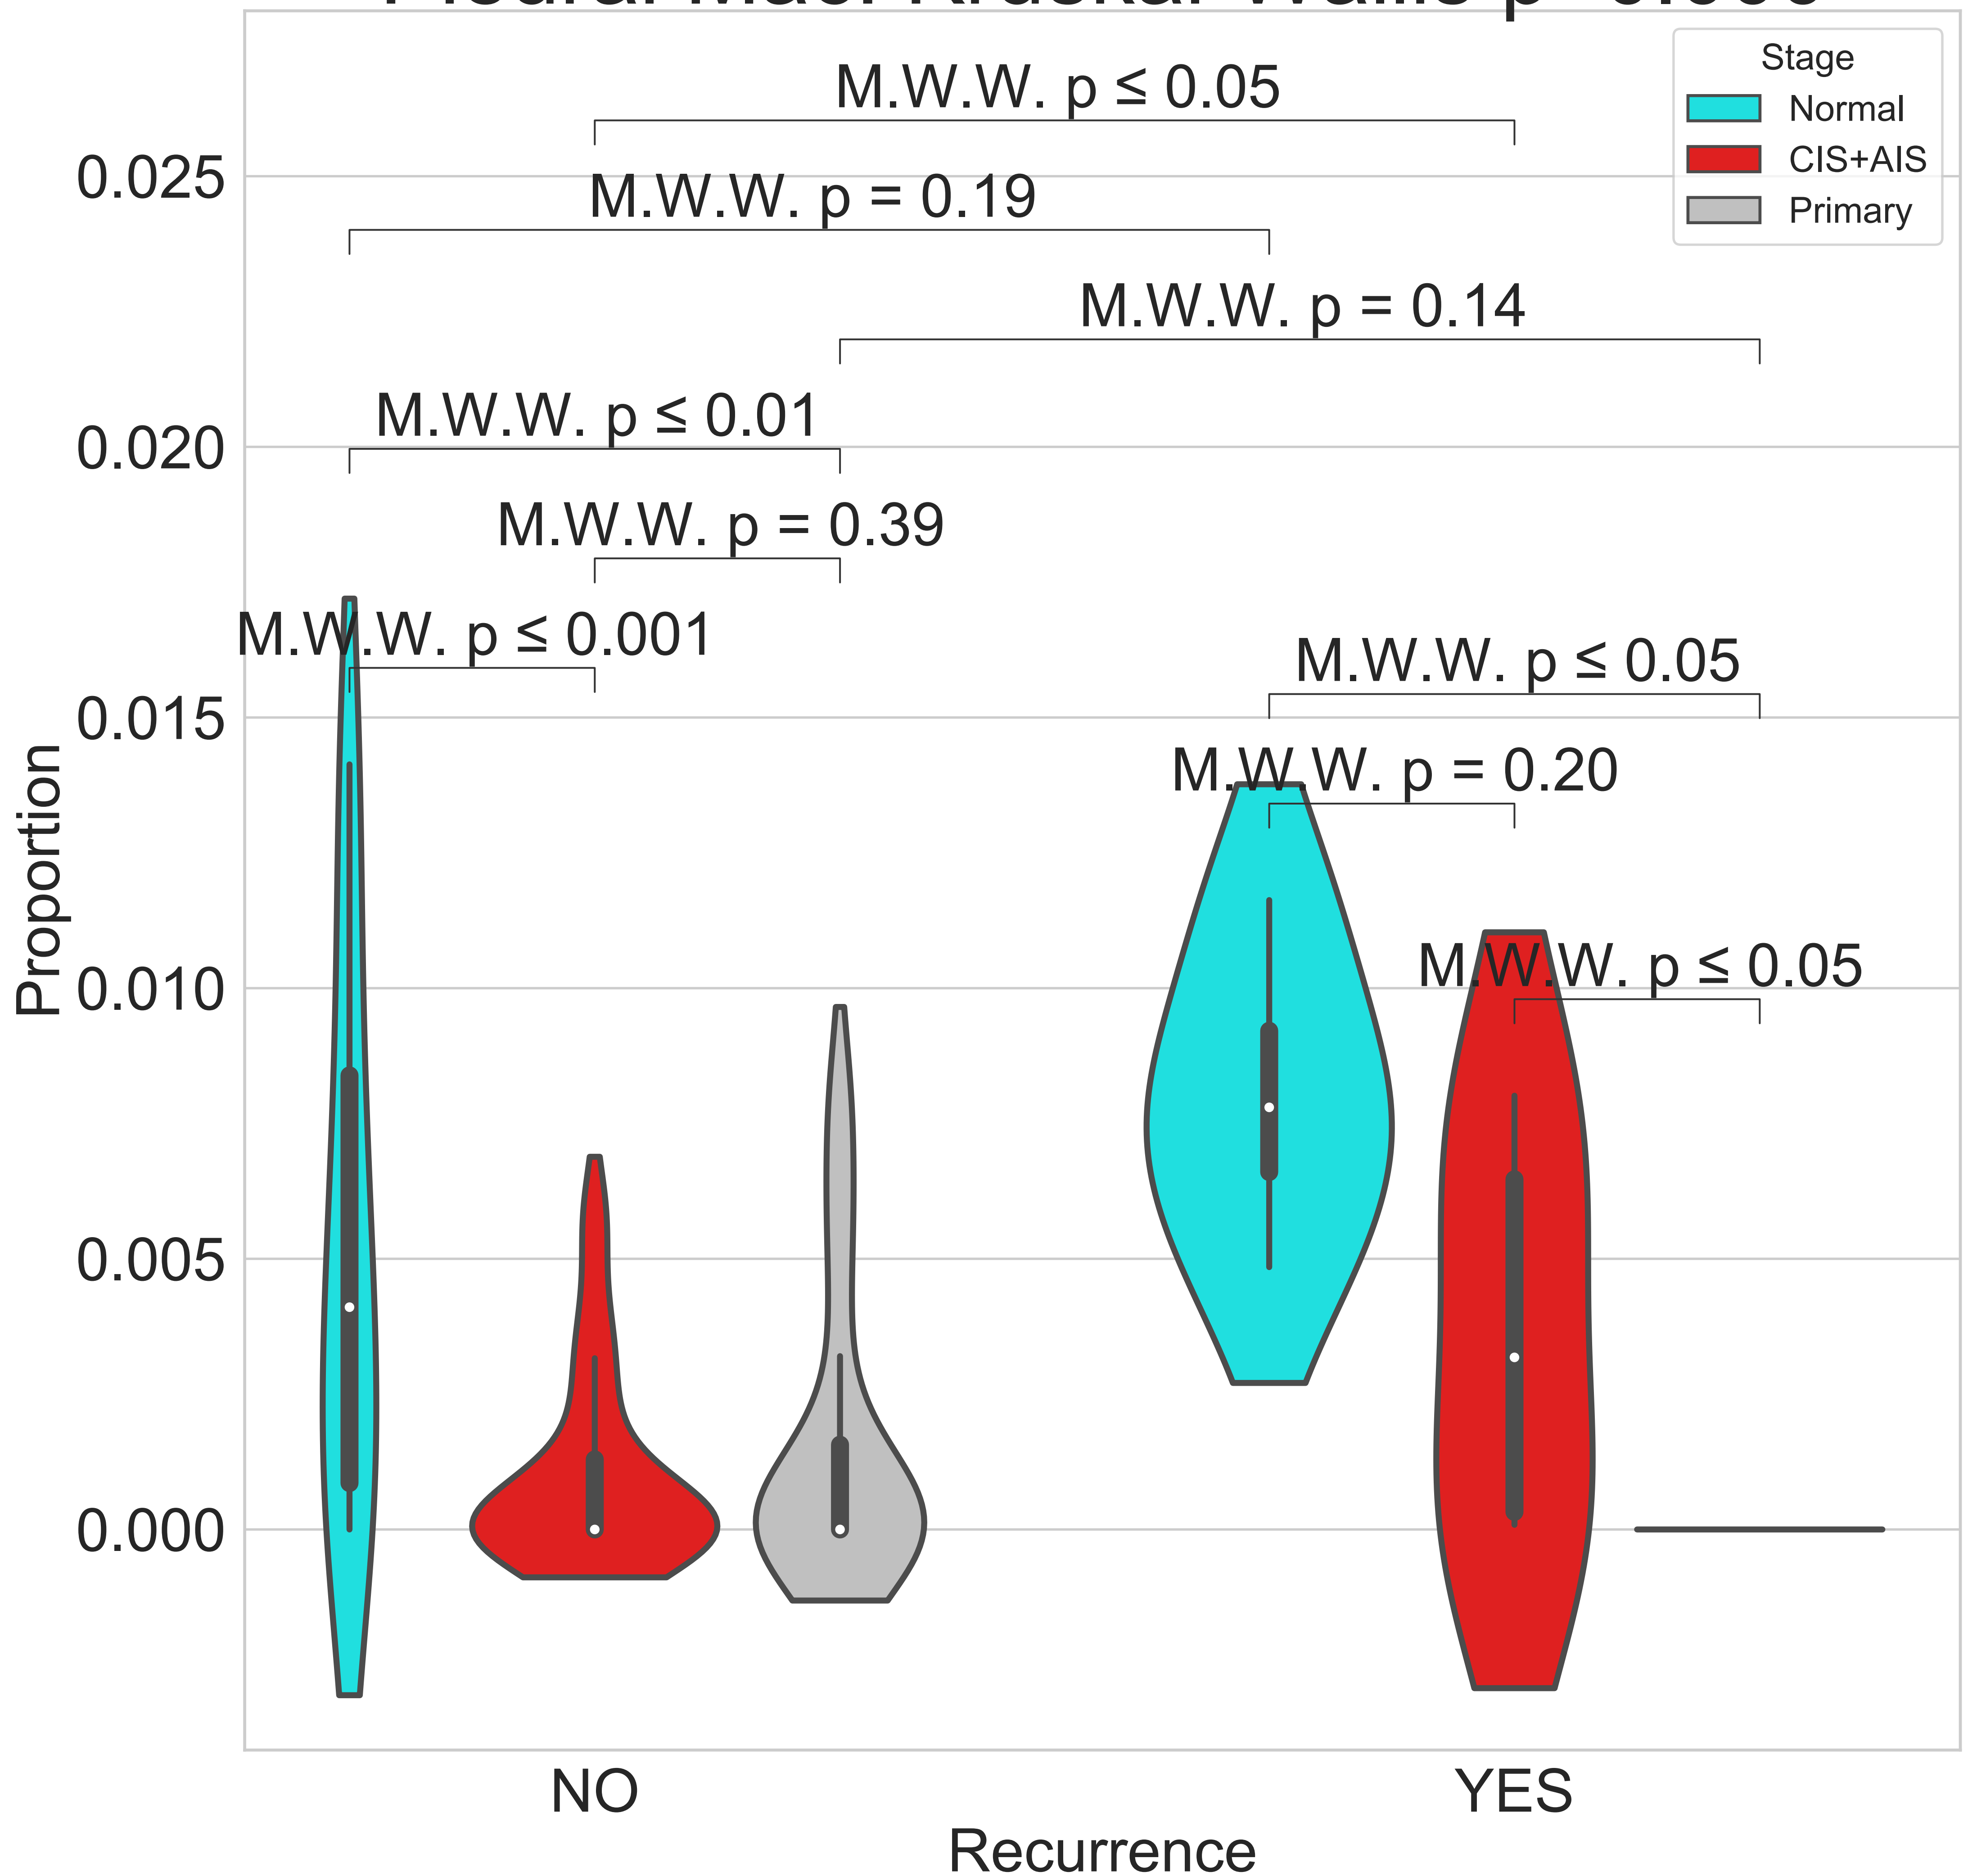 M.W.W. p ≤ 0.05
M.W.W. p = 0.19
M.W.W. p = 0.14
M.W.W. p ≤ 0.01
M.W.W. p = 0.39
M.W.W. p ≤ 0.001
M.W.W. p ≤ 0.05
M.W.W. p = 0.20
M.W.W. p ≤ 0.05
Stage
Normal
CIS+AIS
Primary
0.025
0.020
0.015
0.010
0.005
0.000
Proportion
NO
YES
Recurrence